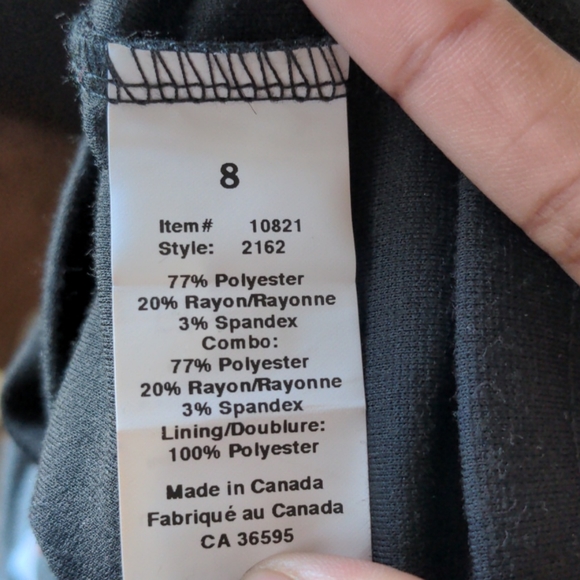 8
Item# 10821
Style: 2162
77% Polyester
20% Rayon/Rayonne
3% Spandex
Combo:
77% Polyester
20% Rayon/Rayonne
3% Spandex
Lining/Doublure:
100% Polyester
Made in Canada
Fabriqué au Canada
CA 36595